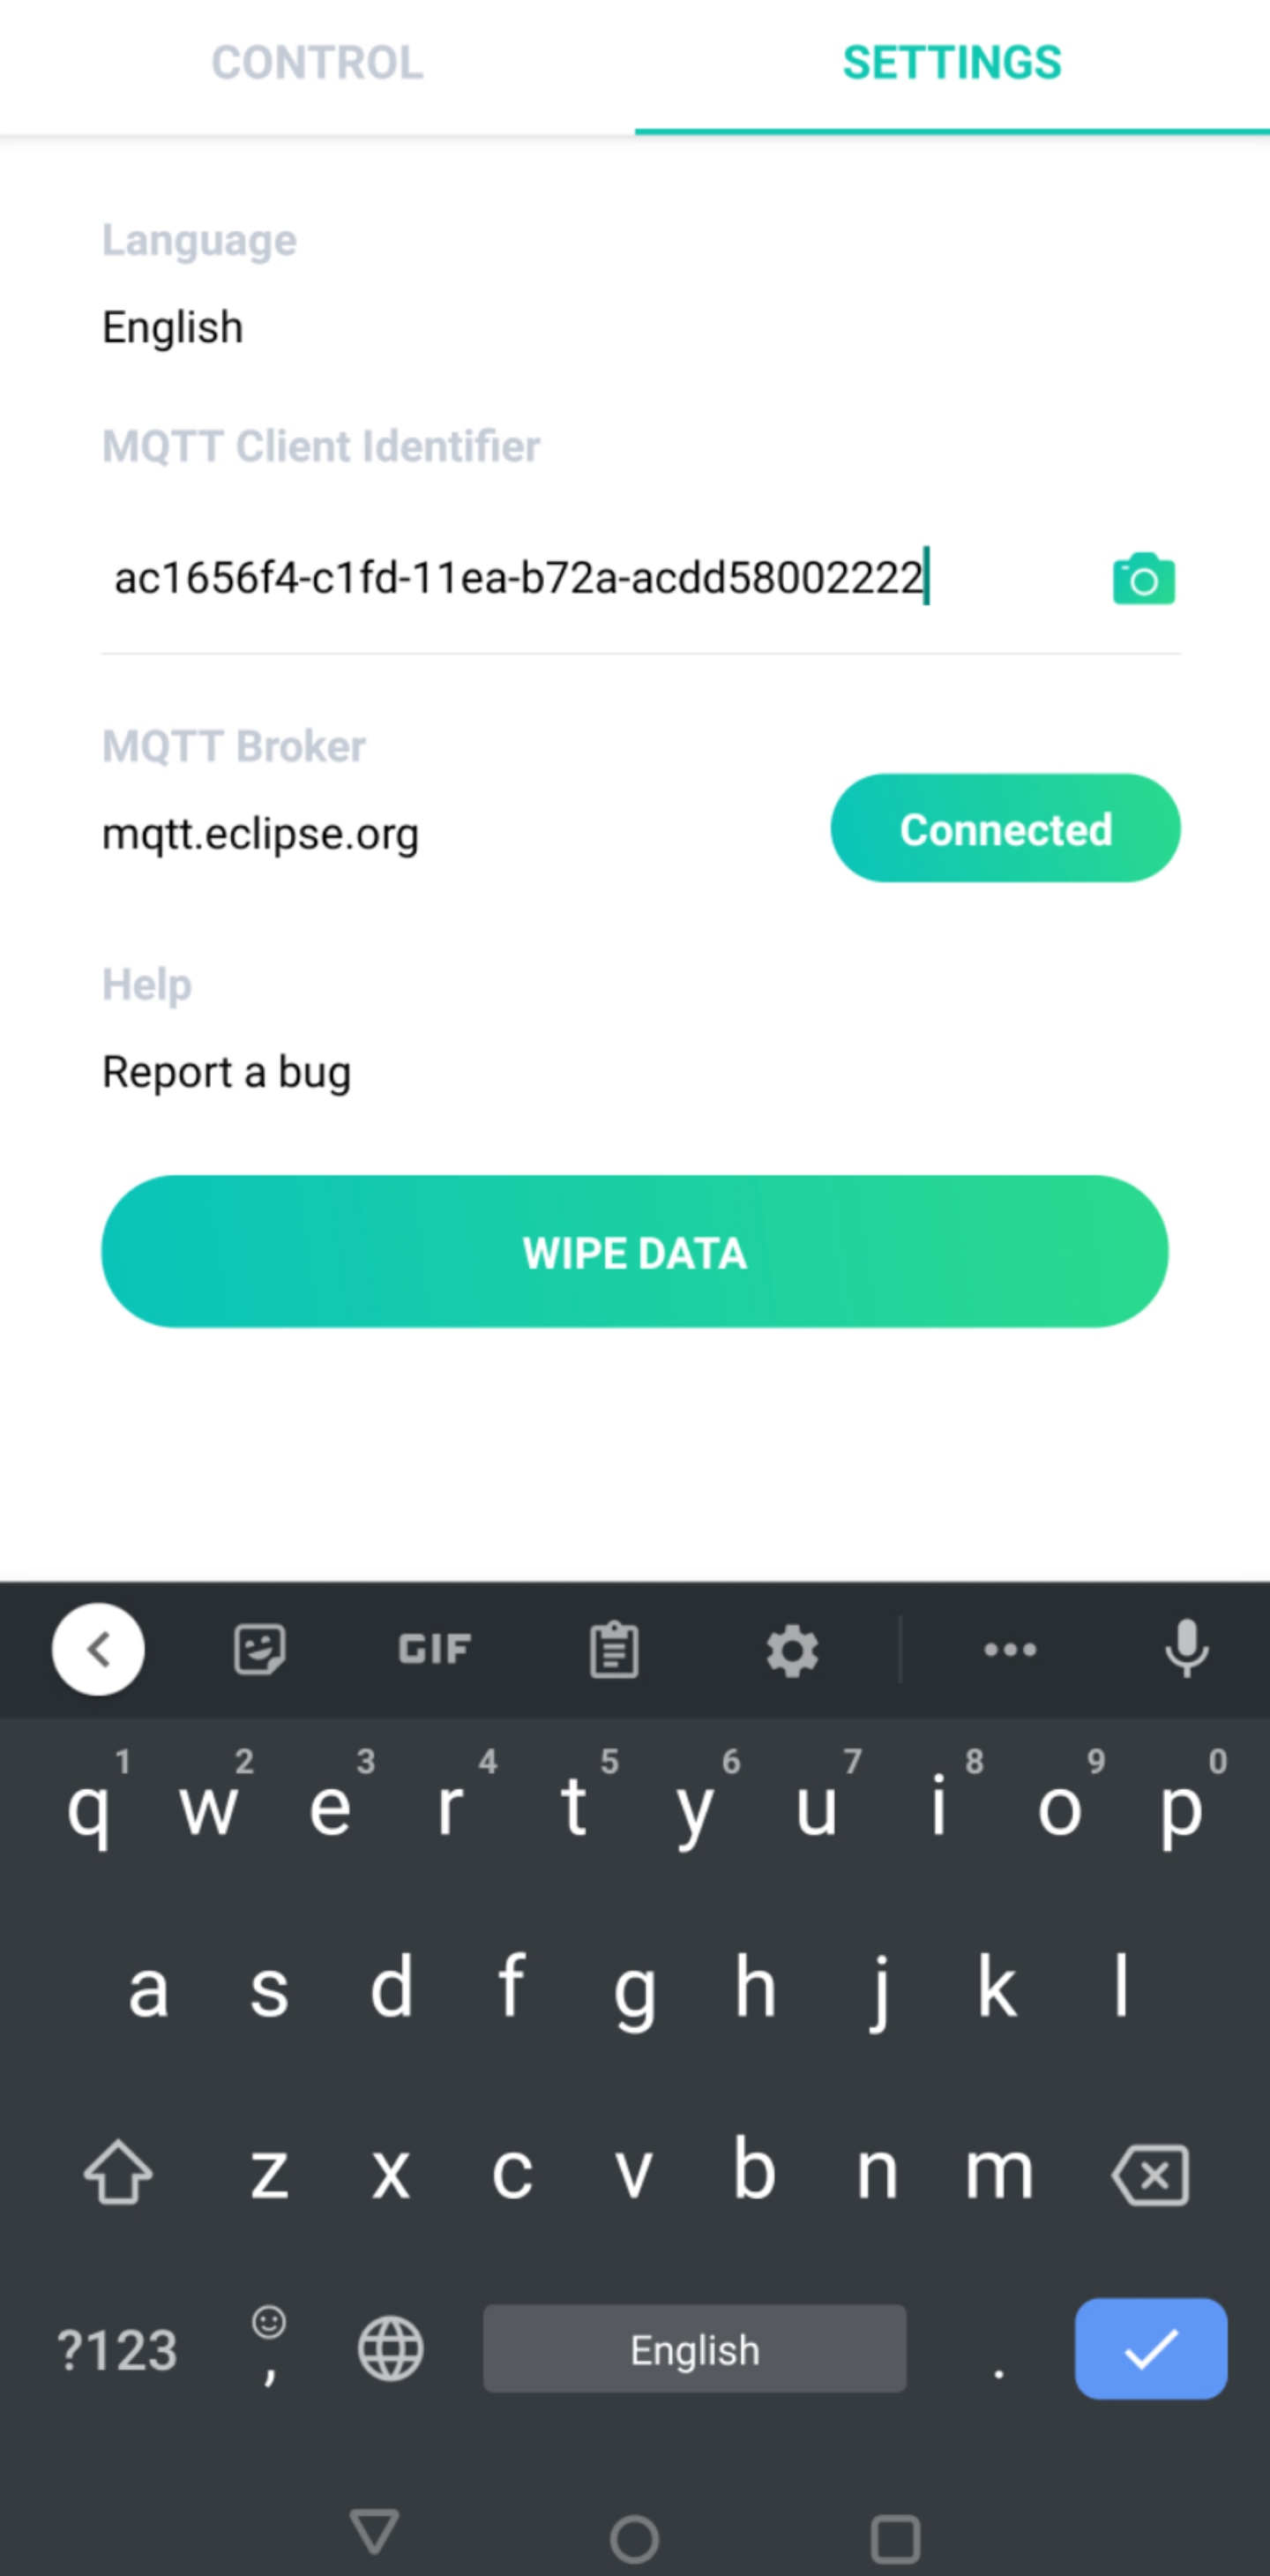 CONTROL SETTINGS
Language
English
MQTT Client Identifier
ac1656f4-c1fd-11ea-b72a-acdd58002222
MQTT Broker
mqtt.eclipse.org Connected
Help
Report a bug
WIPE DATA
GIF
1 2 3 4 5 6 7 8 9 0
q w e r t y u i o p
a s d f g h j k l
z x c v b n m
?123 , English .